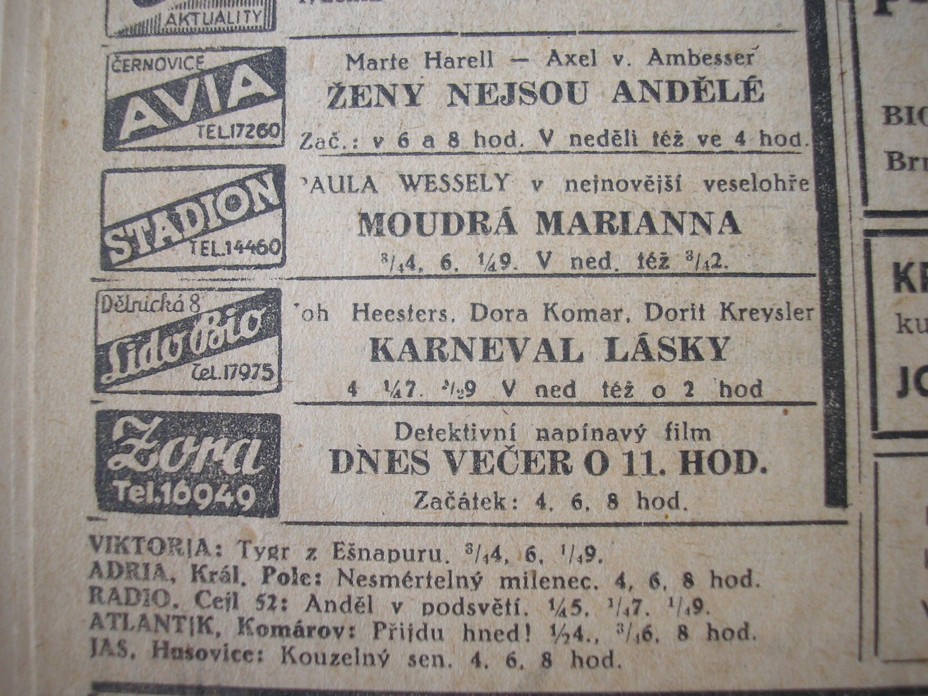 AKTUALITY
ČERNOVICE
AVIA
TEL.17260
Marte Harell — Axel v. Ambesser
ŽENY NEJSOU ANDĚLÉ
Zač.: v 6 a 8 hod. V neděli též ve 4 hod.
STADION
TEL.14460
PAULA WESSELY v nejnovější veselohře
MOUDRÁ MARIANNA
¾4, 6, ¼9. V ned. též ¾2.
Dělnická 8
Lido Bio
Tel.17975
Joh Heesters, Dora Komar, Dorit Kreysler
KARNEVAL LÁSKY
4 ¼7. 9 V ned též o 2 hod
Zora
Tel.16949
Detektivní napínavý film
DNES VEČER O 11. HOD.
Začátek: 4, 6, 8 hod.
VIKTORIA: Tygr z Ešnapuru. ¾4, 6, ¼9.
ADRIA, Král. Pole: Nesmértelný milenec. 4, 6, 8 hod.
RADIO, Cejl 52: Anděl v podsvětí. ¼5, ¼7, ¼9.
ATLANTIK, Komárov: Přijdu hned! ½4., ¾6, 8 hod.
JAS, Husovice: Kouzelný sen. 4, 6, 8 hod.
BIO
Brn
KR
ku
JO